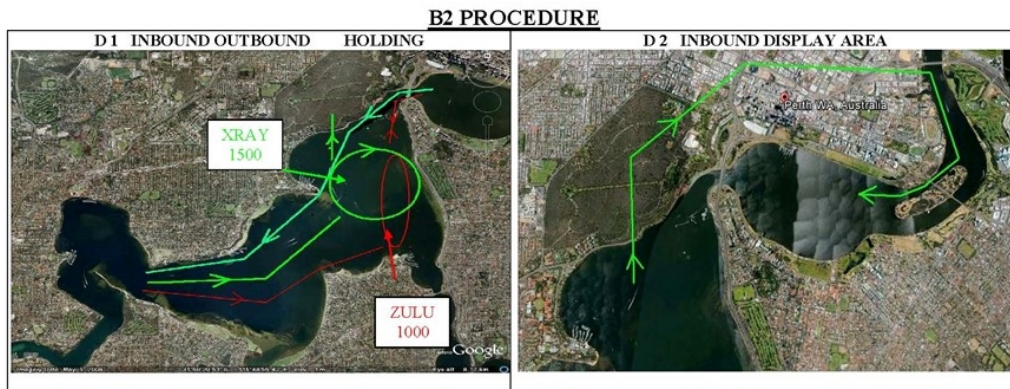 B2 PROCEDURE
D 1 INBOUND OUTBOUND HOLDING
D 2 INBOUND DISPLAY AREA
XRAY
1500
ZULU
1000
Perth WA, Australia
Google